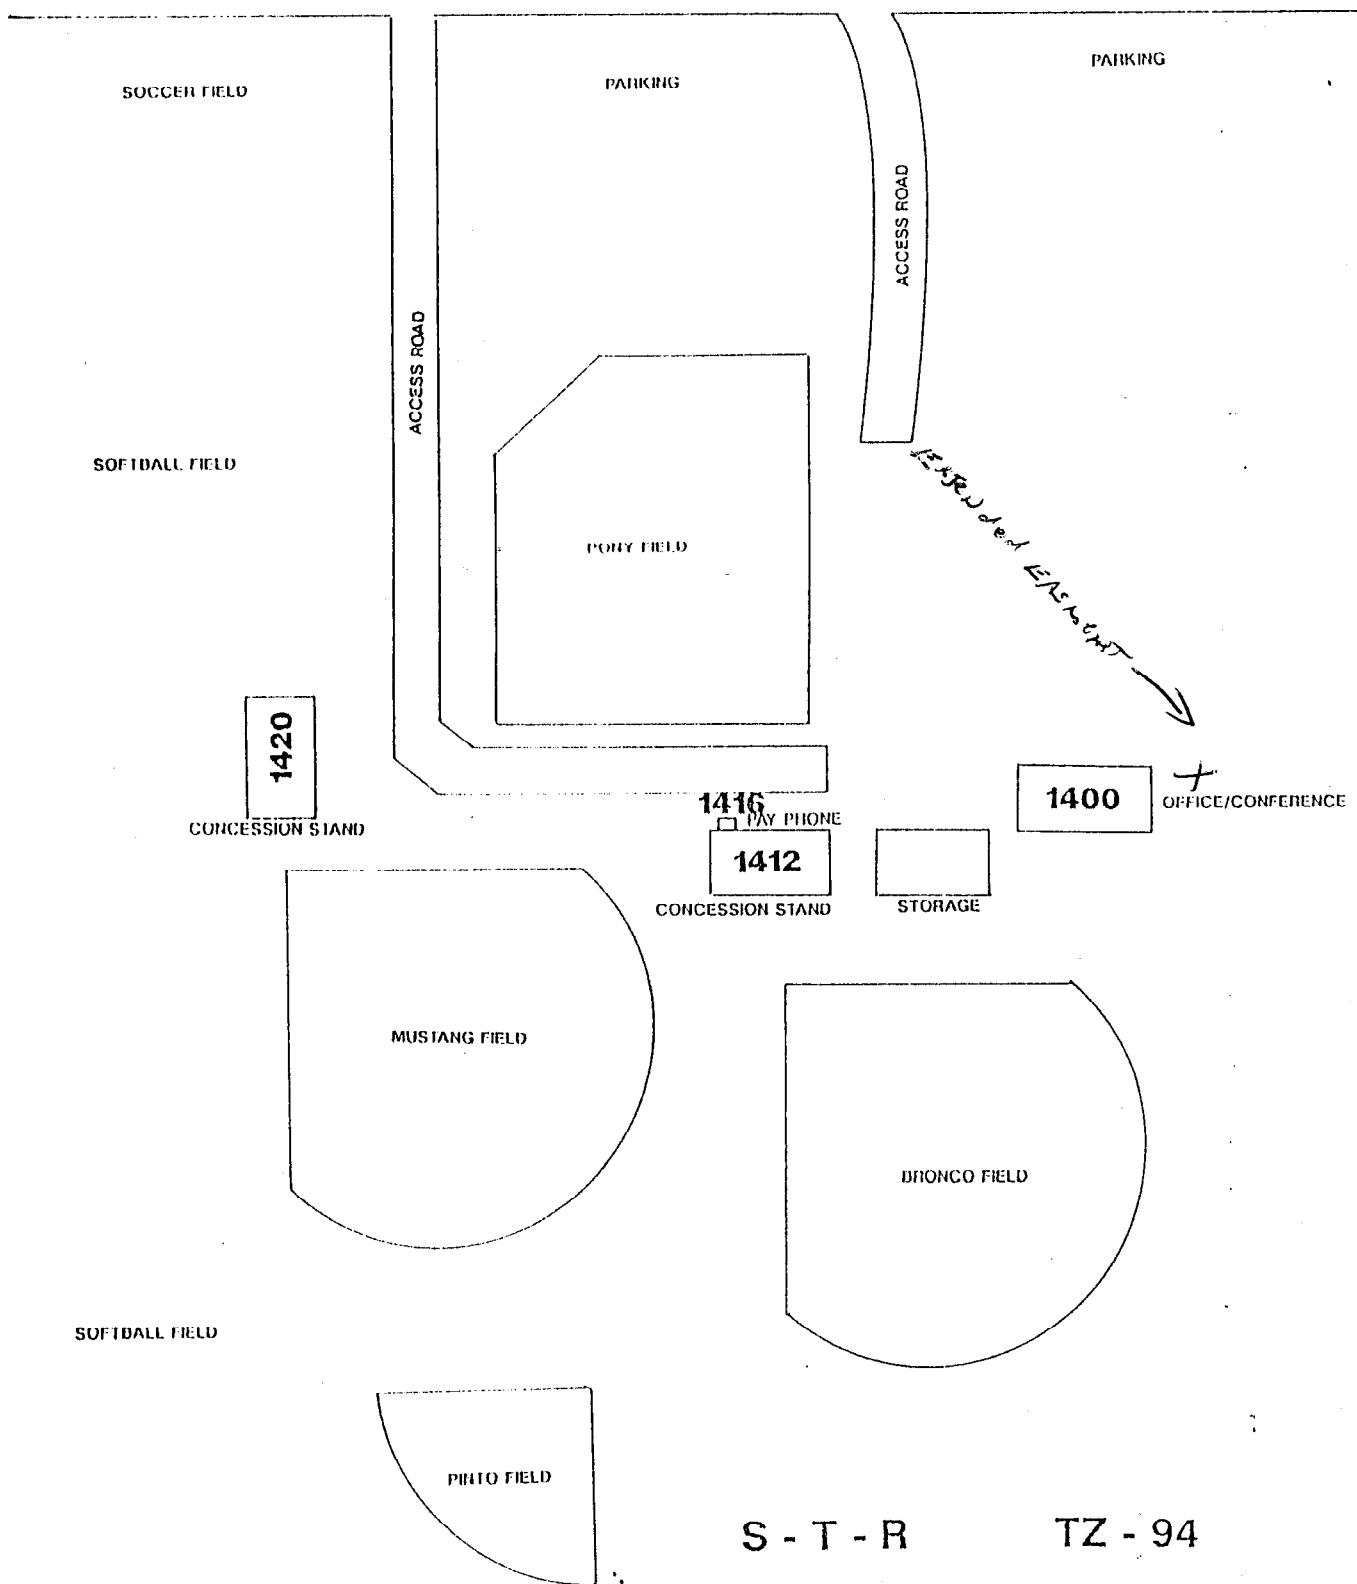 PARKING
SOCCER FIELD
PARKING
ACCESS ROAD
ACCESS ROAD
SOFTBALL FIELD
EXTENDED EASMENT
PONY FIELD
1420
CONCESSION STAND
1416
PAY PHONE
1400
OFFICE/CONFERENCE
1412
CONCESSION STAND
STORAGE
MUSTANG FIELD
BRONCO FIELD
SOFTBALL FIELD
PINTO FIELD
S - T - R TZ - 94